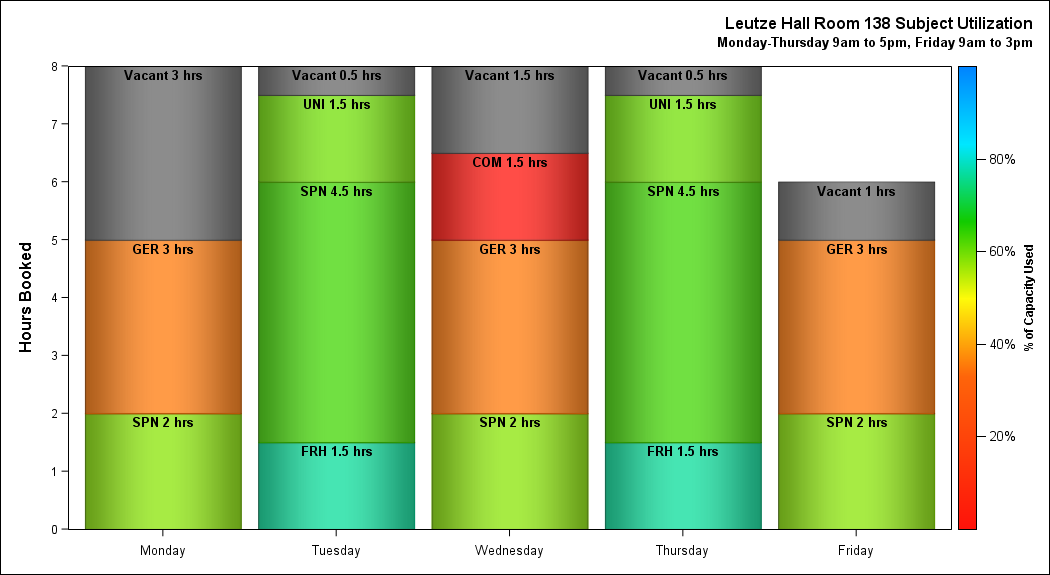 Leutze Hall Room 138 Subject Utilization
Monday-Thursday 9am to 5pm, Friday 9am to 3pm
Hours Booked
8
7
6
5
4
3
2
1
0
Vacant 3 hrs
GER 3 hrs
SPN 2 hrs
Vacant 0.5 hrs
UNI 1.5 hrs
SPN 4.5 hrs
FRH 1.5 hrs
Vacant 1.5 hrs
COM 1.5 hrs
GER 3 hrs
SPN 2 hrs
Vacant 0.5 hrs
UNI 1.5 hrs
SPN 4.5 hrs
FRH 1.5 hrs
Vacant 1 hrs
GER 3 hrs
SPN 2 hrs
Monday
Tuesday
Wednesday
Thursday
Friday
80%
60%
40%
20%
% of Capacity Used